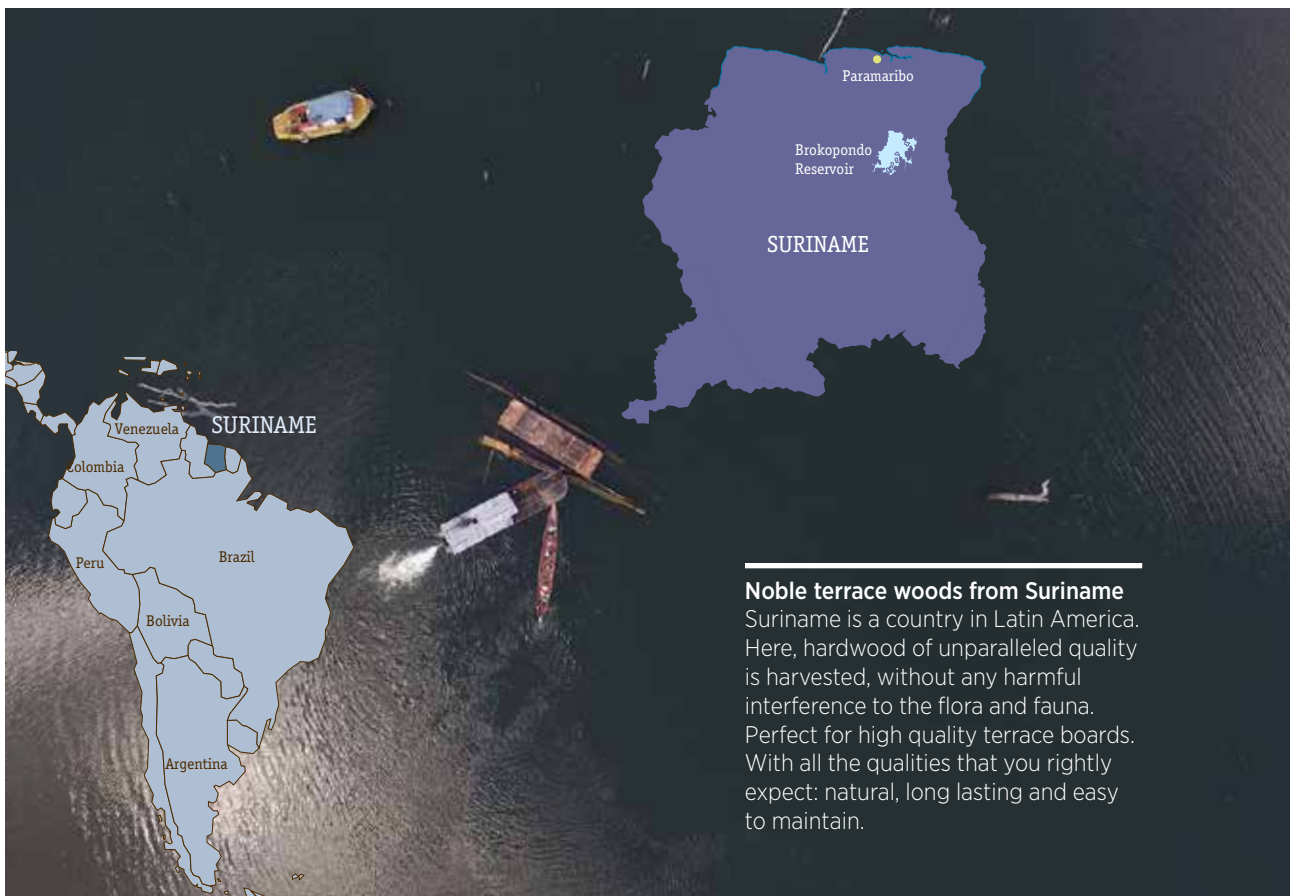 Paramaribo
Brokopondo
Reservoir
SURINAME
SURINAME
Venezuela
Colombia
Brazil
Peru
Bolivia
Argentina
Noble terrace woods from Suriname
Suriname is a country in Latin America.
Here, hardwood of unparalleled quality
is harvested, without any harmful
interference to the flora and fauna.
Perfect for high quality terrace boards.
With all the qualities that you rightly
expect: natural, long lasting and easy
to maintain.